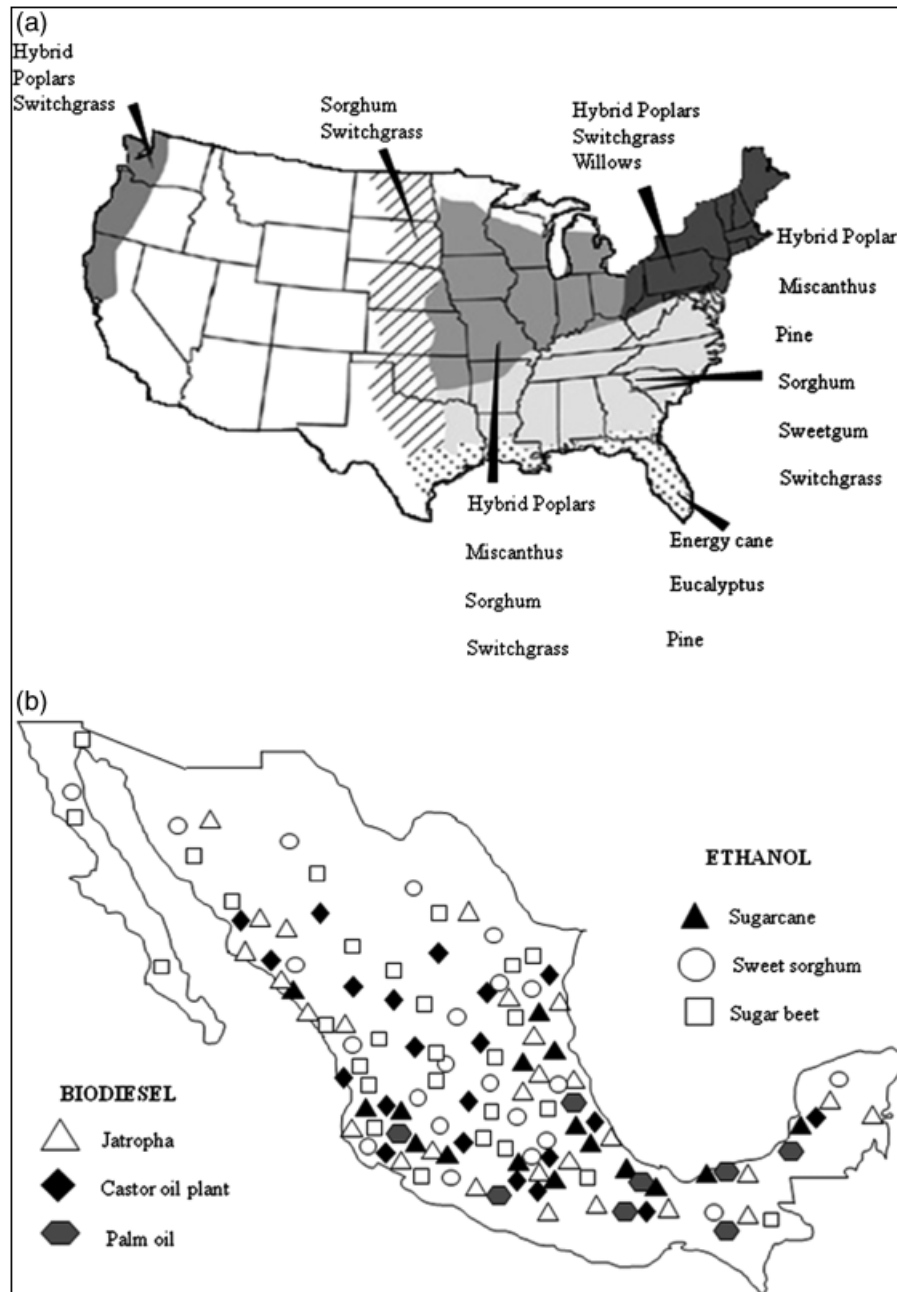 (a)
Hybrid
Poplars
Switchgrass
Sorghum
Switchgrass
Hybrid Poplars
Switchgrass
Willows
Hybrid Poplar
Miscanthus
Pine
Sorghum
Sweetgum
Switchgrass
Hybrid Poplars
Miscanthus
Sorghum
Switchgrass
Energy cane
Eucalyptus
Pine
(b)
ETHANOL
Sugarcane
Sweet sorghum
Sugar beet
BIODIESEL
Jatropha
Castor oil plant
Palm oil